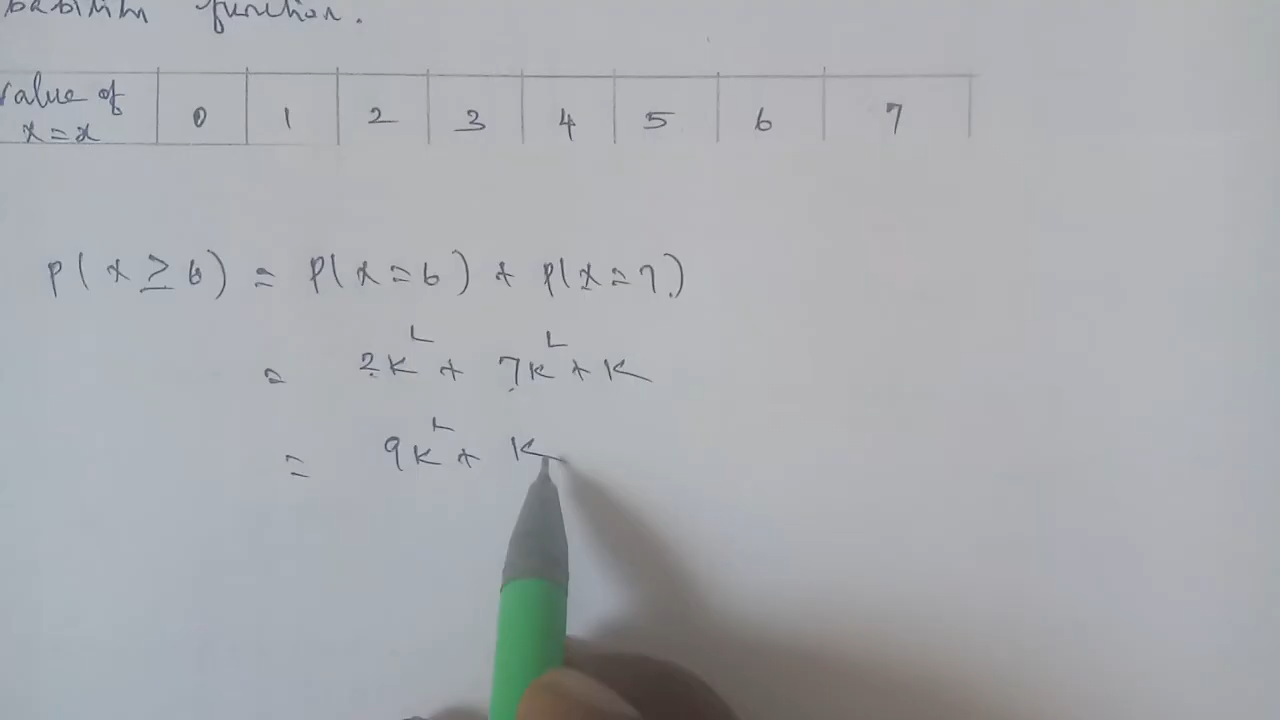 function.
value of x=x 0 1 2 3 4 5 6 7
P(x≥6) = P(x=6) + P(x=7)
= 2K² + 7K² + K
= 9K² + K